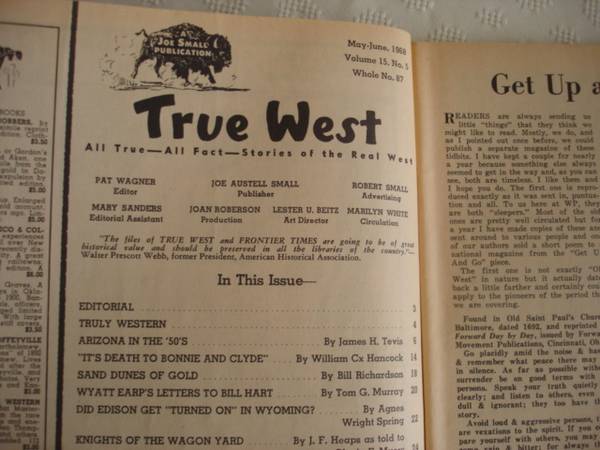 BOOKS
$3.50
$5.00
$1.00
$8.00
A
JOE SMALL
PUBLICATION
May-June, 1968
Volume 15, No. 5
Whole No. 87
True West
All True—All Fact—Stories of the Real West
PAT WAGNER
Editor
JOE AUSTELL SMALL
Publisher
ROBERT SMALL
Advertising
MARY SANDERS
Editorial Assistant
JOAN ROBERSON
Production
LESTER U. BEITZ
Art Director
MARILYN WHITE
Circulation
"The files of TRUE WEST and FRONTIER TIMES are going to be of great
historical value and should be preserved in all the libraries of the country."—
Walter Prescott Webb, former President, American Historical Association.
In This Issue—
EDITORIAL 3
TRULY WESTERN 4
ARIZONA IN THE '50'S By James H. Tevis 6
"IT'S DEATH TO BONNIE AND CLYDE" By William Cx Hancock 14
SAND DUNES OF GOLD By Bill Richardson 18
WYATT EARP'S LETTERS TO BILL HART By Tom G. Murray 20
DID EDISON GET "TURNED ON" IN WYOMING? By Agnes
Wright Spring 22
KNIGHTS OF THE WAGON YARD By J. F. Heaps as told to
24
Get Up a
READERS are always sending us
little "things" that they think we
might like to read. Mostly, we do, and
as I pointed out once before, we could
publish a separate magazine of these
tidbits. I have kept a couple for nearly
a year because something else always
seemed to get in the way and, as you can
see, both are timeless. I like them and
I hope you do. The first one is repro-
duced exactly as it was sent in, punctua-
tion and all. To us here at WP, they
are both "sleepers." Most of the old
ones are pretty well circulated but for
a year I have made copies of these and
sent around to various people and one
of our authors sold a short poem to a
national magazine from the "Get Up
And Go" piece.
The first one is not exactly "Old
West" in nature but it actually dates
back a little farther and certainly could
apply to the pioneers of the period that
we are covering.
Found in Old Saint Paul's Church
Baltimore, dated 1692, and reprinted
Forward Day by Day, issued by Forward
Movement Publications, Cincinnati, Ohio
Go placidly amid the noise & haste
& remember what peace there may
in silence. As far as possible without
surrender be on good terms with
persons. Speak your truth quietly
clearly; and listen to others, even
dull & ignorant; they too have their
story.
Avoid loud & aggressive persons, t
are vexations to the spirit. If you com
pare yourself with others, you may